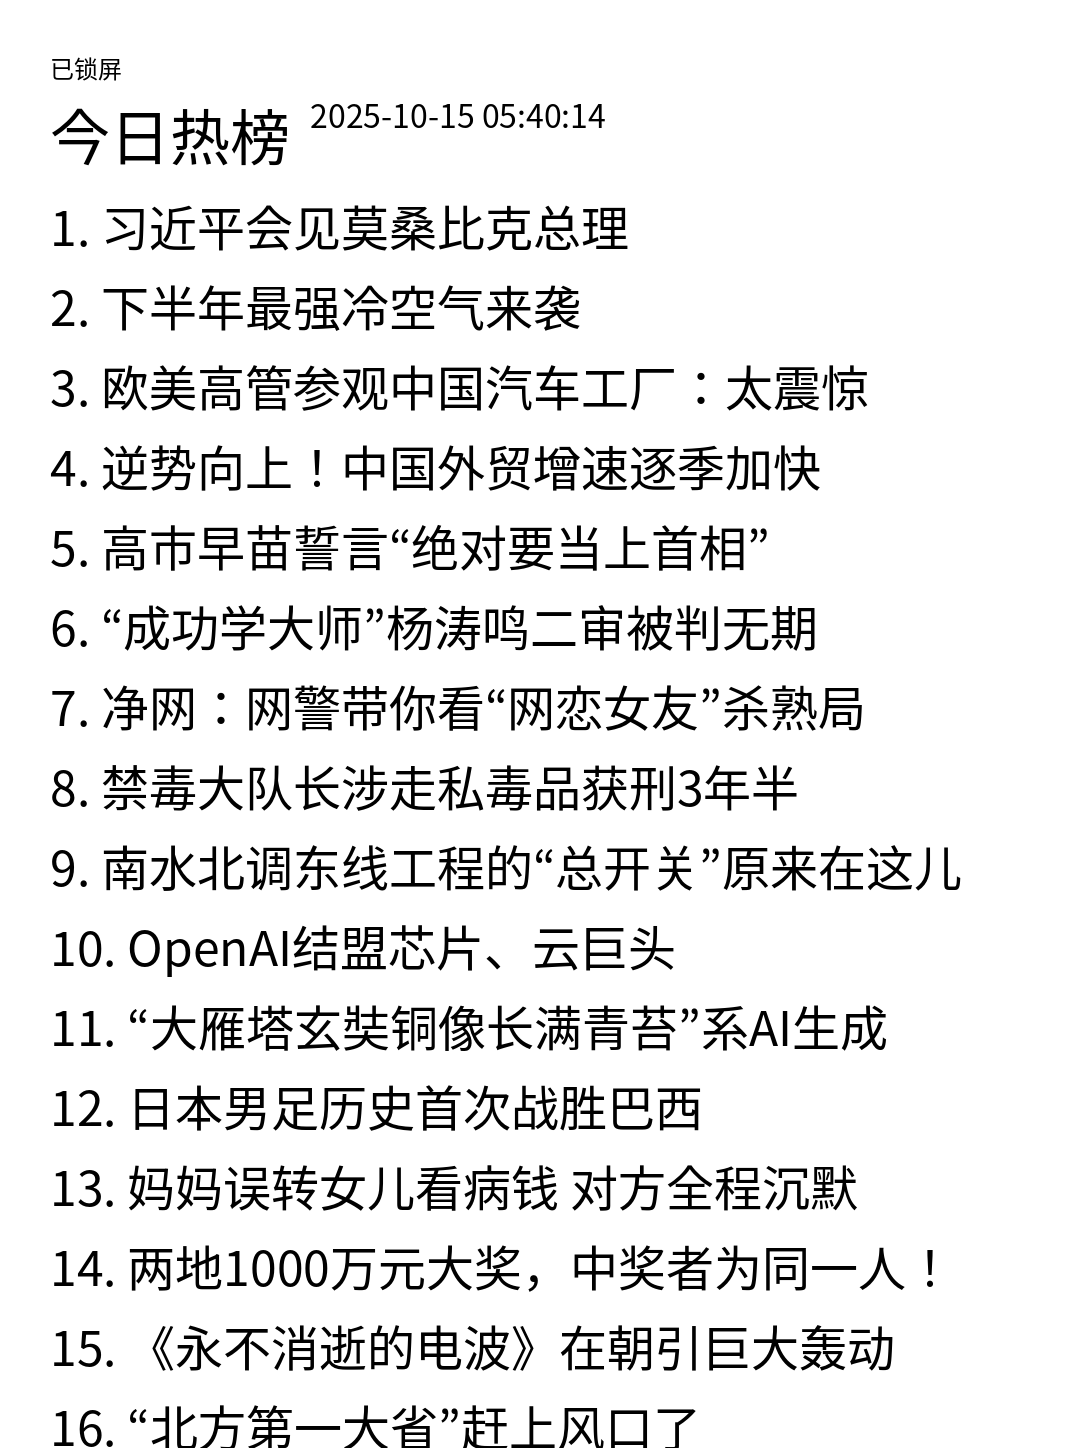 已锁屏
今日热榜 2025-10-15 05:40:14
1. 习近平会见莫桑比克总理
2. 下半年最强冷空气来袭
3. 欧美高管参观中国汽车工厂：太震惊
4. 逆势向上！中国外贸增速逐季加快
5. 高市早苗誓言“绝对要当上首相”
6. “成功学大师”杨涛鸣二审被判无期
7. 净网：网警带你看“网恋女友”杀熟局
8. 禁毒大队长涉走私毒品获刑3年半
9. 南水北调东线工程的“总开关”原来在这儿
10. OpenAI结盟芯片、云巨头
11. “大雁塔玄奘铜像长满青苔”系AI生成
12. 日本男足历史首次战胜巴西
13. 妈妈误转女儿看病钱 对方全程沉默
14. 两地1000万元大奖，中奖者为同一人！
15. 《永不消逝的电波》在朝引巨大轰动
16. “北方第一大省”赶上风口了